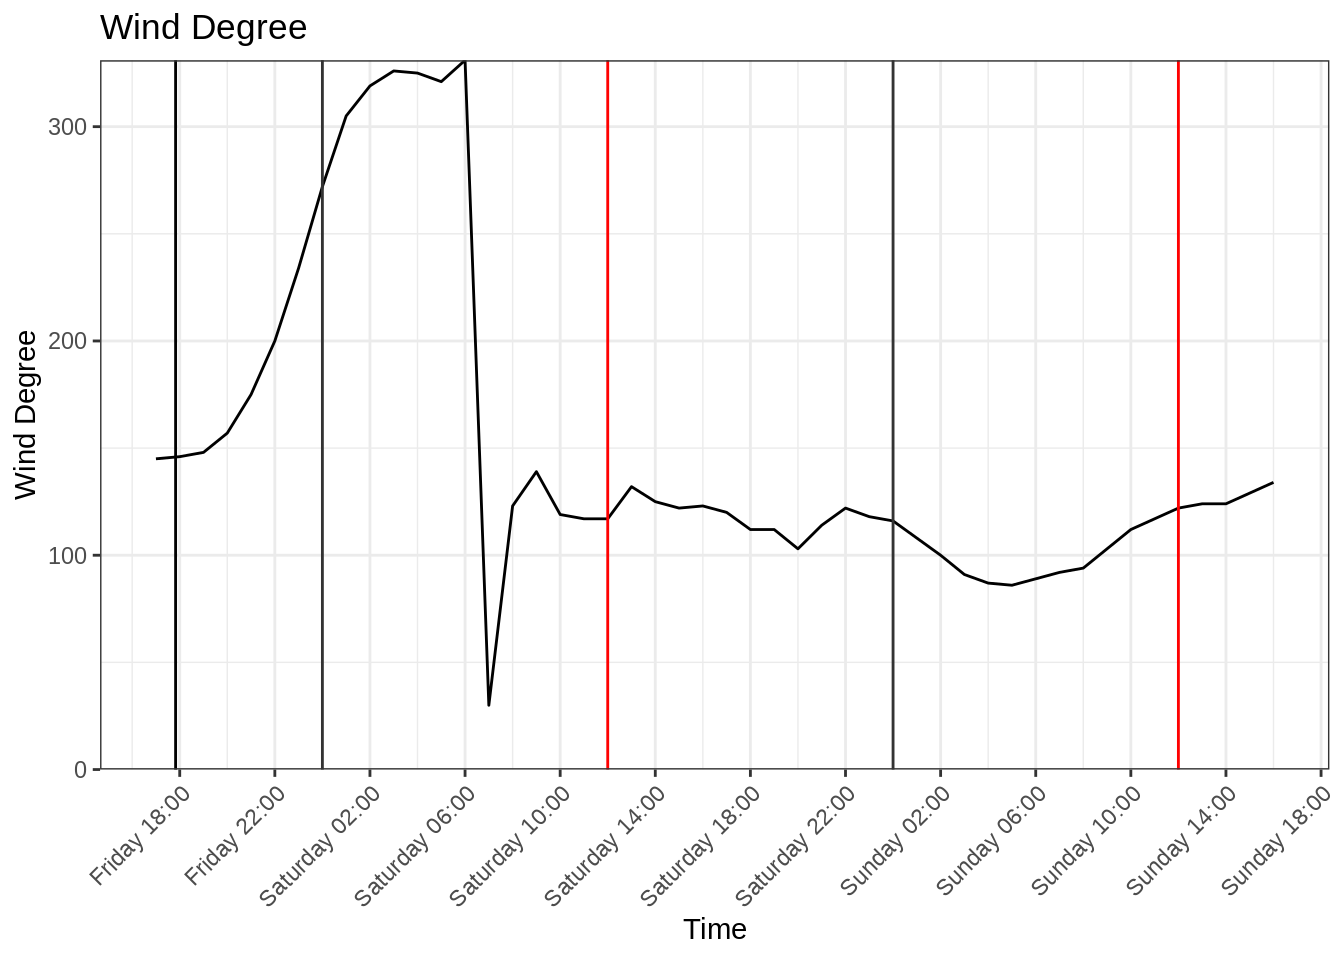 Wind Degree
Wind Degree
300
200
100
0
Friday 18:00
Friday 22:00
Saturday 02:00
Saturday 06:00
Saturday 10:00
Saturday 14:00
Saturday 18:00
Saturday 22:00
Sunday 02:00
Sunday 06:00
Sunday 10:00
Sunday 14:00
Sunday 18:00
Time